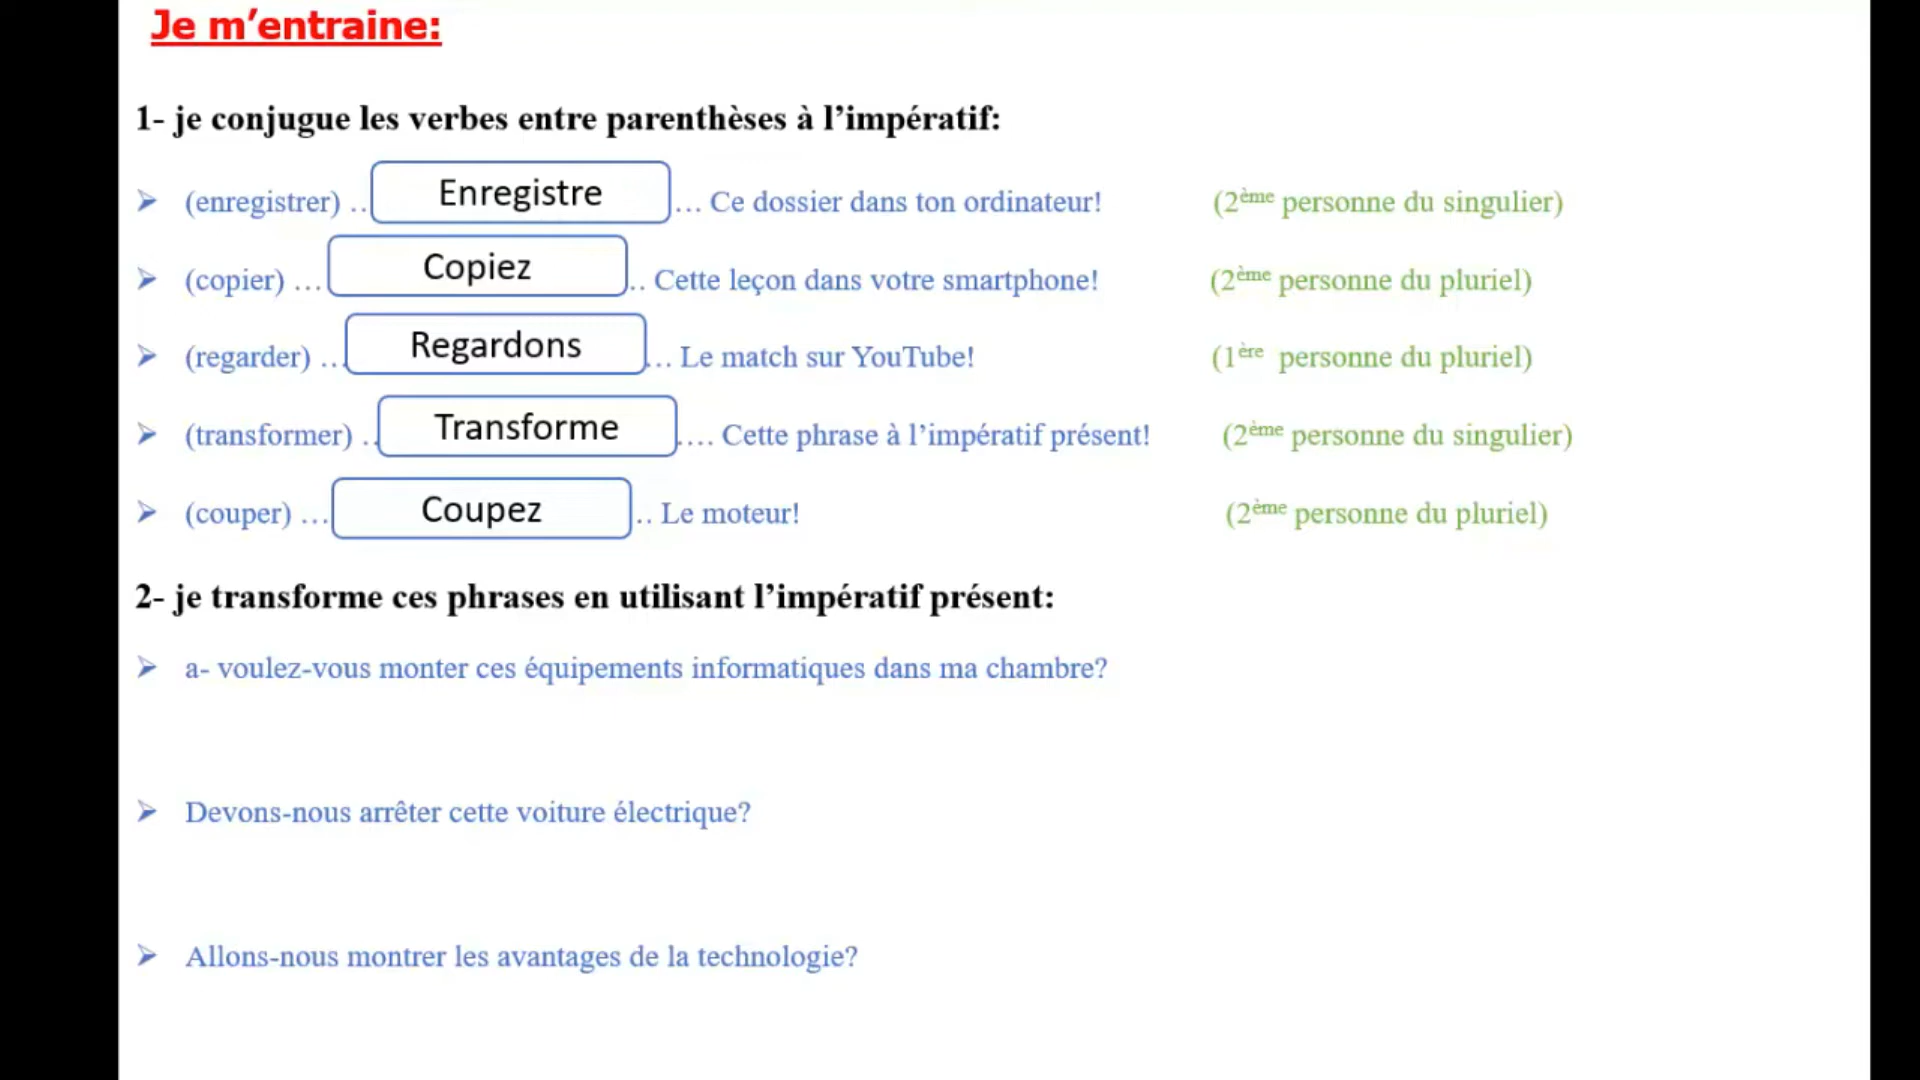 Je m’entraine:
1- je conjugue les verbes entre parenthèses à l’impératif:
➢ (enregistrer) .. Enregistre ... Ce dossier dans ton ordinateur! (2ème personne du singulier)
➢ (copier) ... Copiez .. Cette leçon dans votre smartphone! (2ème personne du pluriel)
➢ (regarder) ... Regardons ... Le match sur YouTube! (1ère personne du pluriel)
➢ (transformer) .. Transforme .... Cette phrase à l’impératif présent! (2ème personne du singulier)
➢ (couper) ... Coupez .. Le moteur! (2ème personne du pluriel)
2- je transforme ces phrases en utilisant l’impératif présent:
➢ a- voulez-vous monter ces équipements informatiques dans ma chambre?
➢ Devons-nous arrêter cette voiture électrique?
➢ Allons-nous montrer les avantages de la technologie?